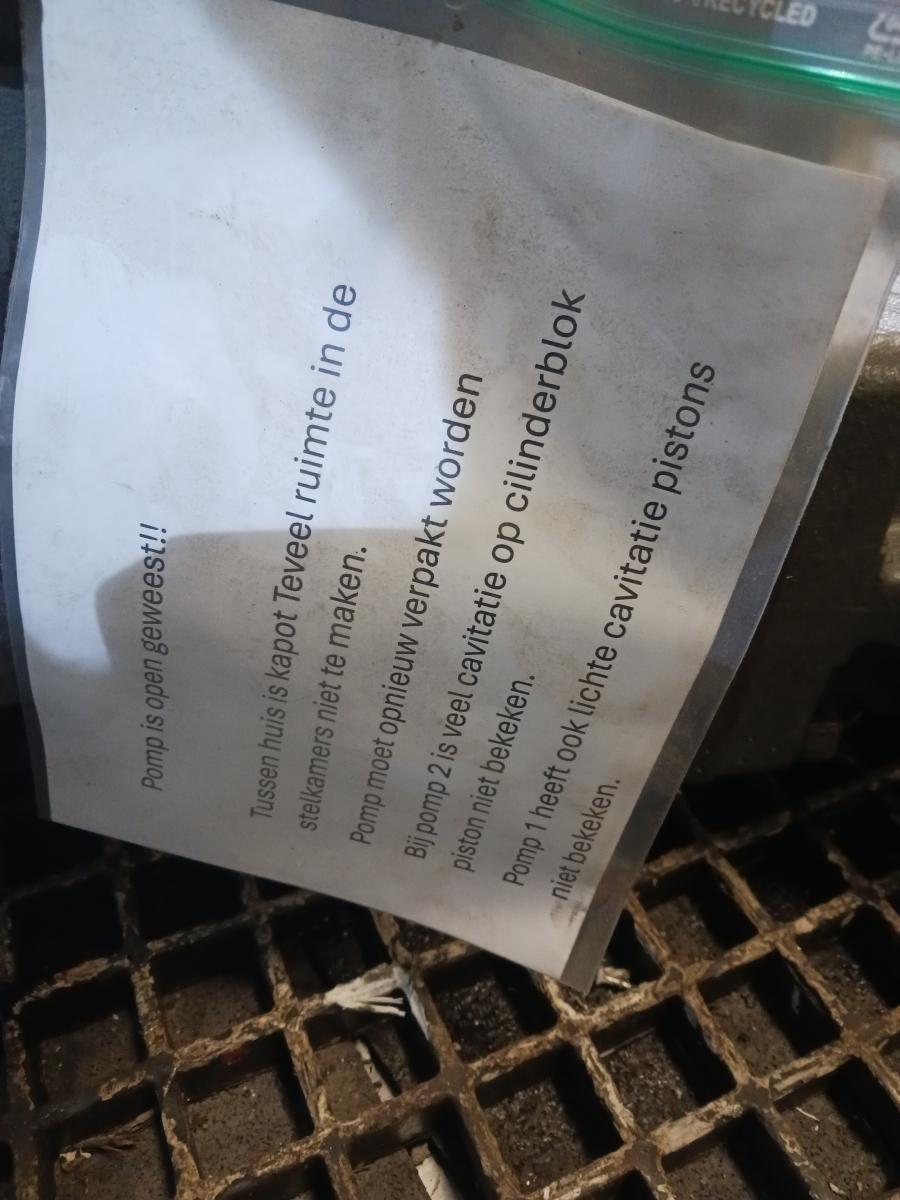 RECYCLED
Pomp is open geweest!!
Tussen huis is kapot Teveel ruimte in de
stelkamers niet te maken.
Pomp moet opnieuw verpakt worden
Bij pomp 2 is veel cavitatie op cilinderblok
piston niet bekeken.
Pomp 1 heeft ook lichte cavitatie pistons
niet bekeken.